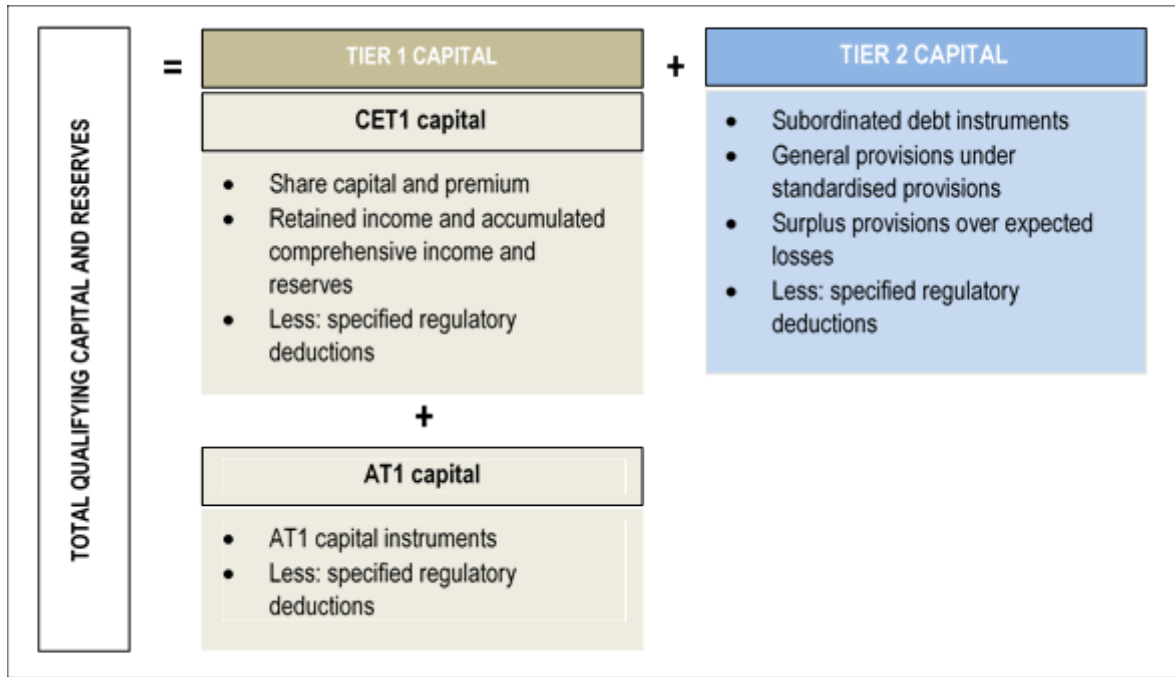 TOTAL QUALIFYING CAPITAL AND RESERVES
=
TIER 1 CAPITAL
CET1 capital
• Share capital and premium
• Retained income and accumulated
comprehensive income and
reserves
• Less: specified regulatory
deductions
+
AT1 capital
• AT1 capital instruments
• Less: specified regulatory
deductions
+
TIER 2 CAPITAL
• Subordinated debt instruments
• General provisions under
standardised provisions
• Surplus provisions over expected
losses
• Less: specified regulatory
deductions